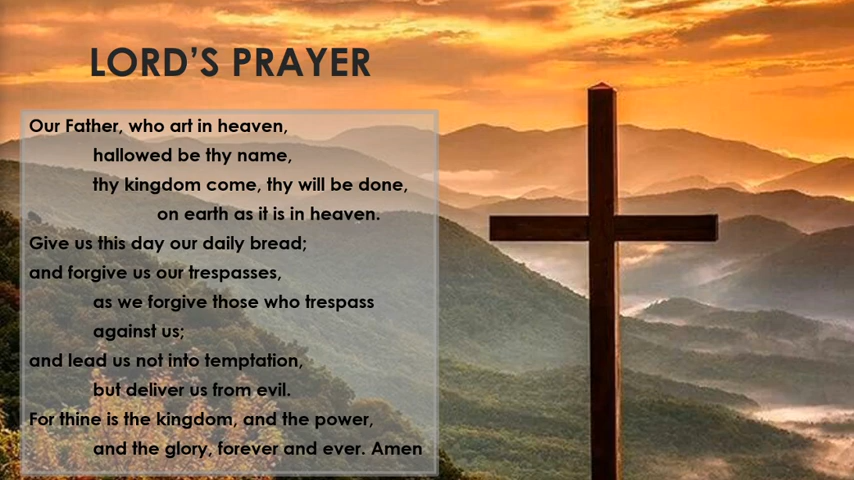 LORD’S PRAYER
Our Father, who art in heaven,
hallowed be thy name,
thy kingdom come, thy will be done,
on earth as it is in heaven.
Give us this day our daily bread;
and forgive us our trespasses,
as we forgive those who trespass
against us;
and lead us not into temptation,
but deliver us from evil.
For thine is the kingdom, and the power,
and the glory, forever and ever. Amen